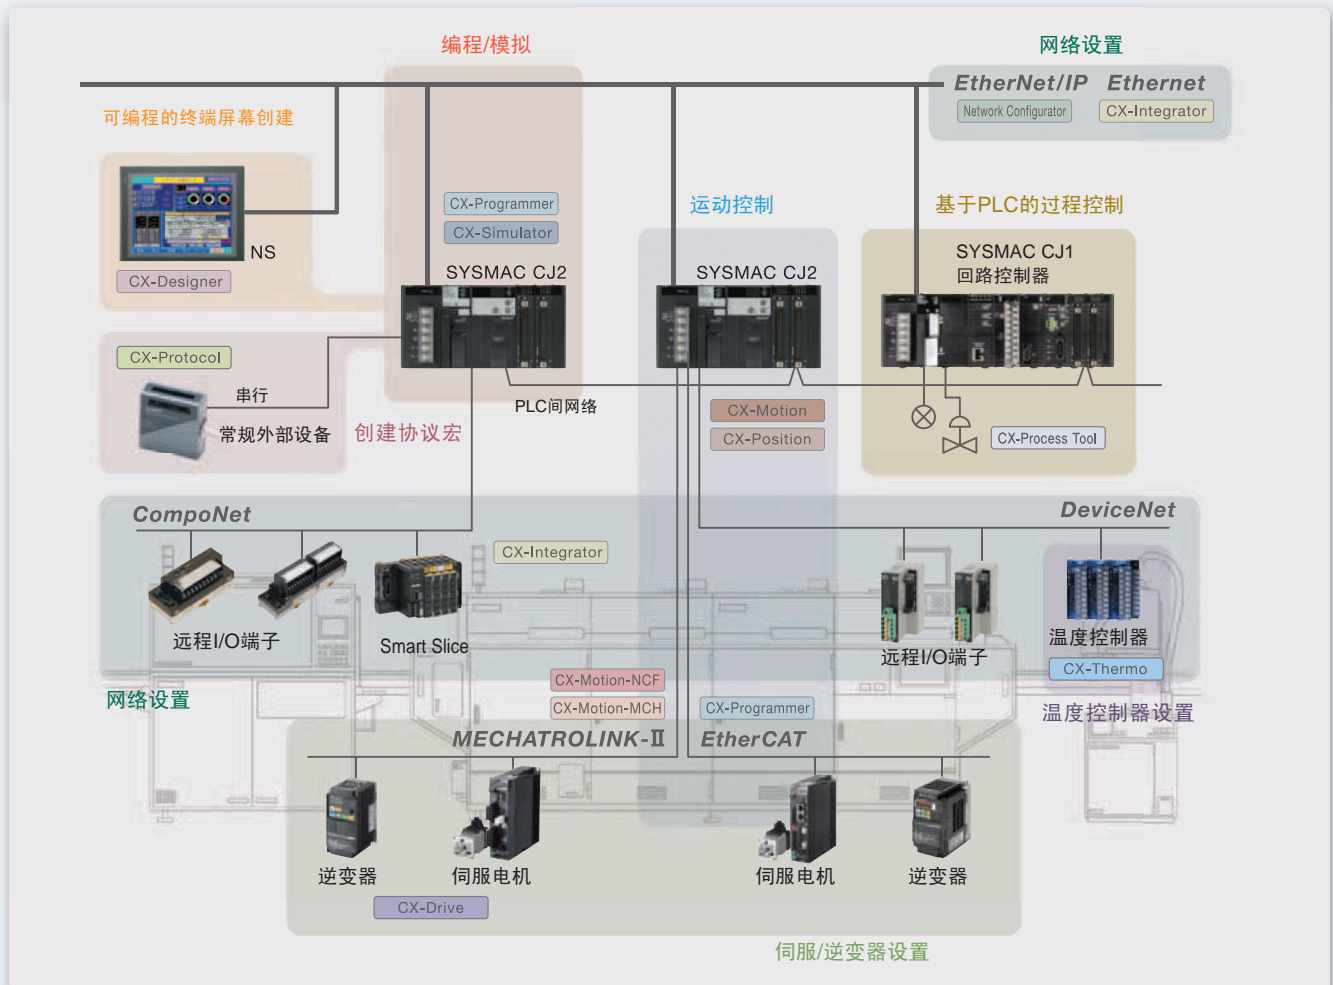 编程/模拟
网络设置
EtherNet/IP Ethernet
Network Configurator CX-Integrator
可编程的终端屏幕创建
NS
CX-Designer
CX-Programmer
CX-Simulator
SYSMAC CJ2
运动控制
SYSMAC CJ2
基于PLC的过程控制
SYSMAC CJ1
回路控制器
CX-Protocol
串行
常规外部设备
创建协议宏
PLC间网络
CX-Motion
CX-Position
CX-Process Tool
CompoNet
DeviceNet
CX-Integrator
远程I/O端子
Smart Slice
远程I/O端子
温度控制器
CX-Thermo
网络设置
温度控制器设置
CX-Motion-NCF
CX-Motion-MCH
CX-Programmer
MECHATROLINK-II
EtherCAT
逆变器
伺服电机
伺服电机
逆变器
CX-Drive
伺服/逆变器设置